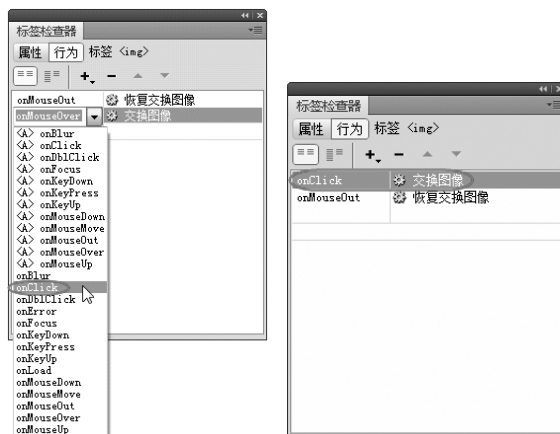 标签检查器
属性 行为 标签 <img>
onMouseOut 恢复交换图像
onMouseOver 交换图像
<A> onBlur
<A> onClick
<A> onDblClick
<A> onFocus
<A> onKeyDown
<A> onKeyPress
<A> onKeyUp
<A> onMouseDown
<A> onMouseMove
<A> onMouseOut
<A> onMouseOver
<A> onMouseUp
onBlur
onClick
onDblClick
onError
onFocus
onKeyDown
onKeyPress
onKeyUp
onLoad
onMouseDown
onMouseMove
onMouseOut
onMouseOver
onMouseUp
标签检查器
属性 行为 标签 <img>
onClick 交换图像
onMouseOut 恢复交换图像